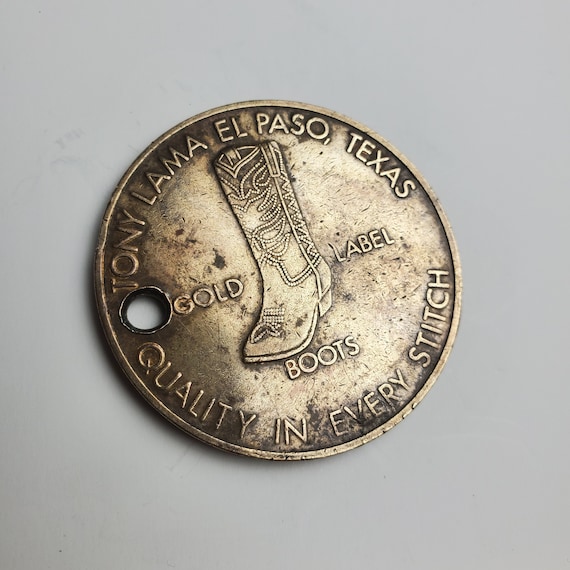 TONY LAMA EL PASO, TEXAS
GOLD LABEL
BOOTS
QUALITY IN EVERY STITCH